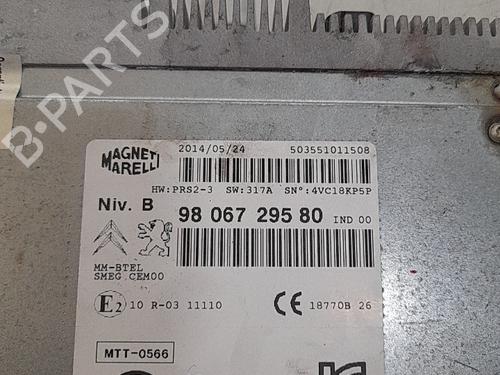 B-PARTS
MAGNETI MARELLI
2014/05/24 503551011508
HW:PRS2-3 SW:317A SN°:4VC18KP5P
Niv. B 98 067 295 80 IND 00
MM-BTEL
SMEG.CEM00
E2 10 R-03 11110 CE 18770B 26
MTT-0566